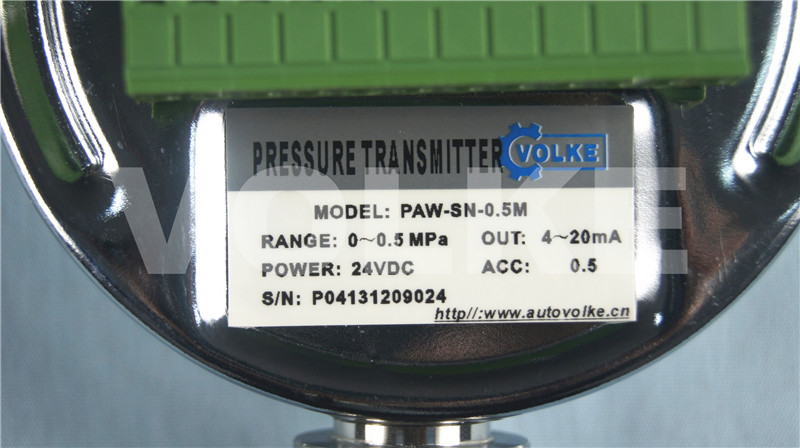 PRESSURE TRANSMITTER VOLKE
VOLKE
MODEL: PAW-SN-0.5M
RANGE: 0~0.5 MPa OUT: 4~20mA
POWER: 24VDC ACC: 0.5
S/N: P04131209024
http//:www.autovolke.cn